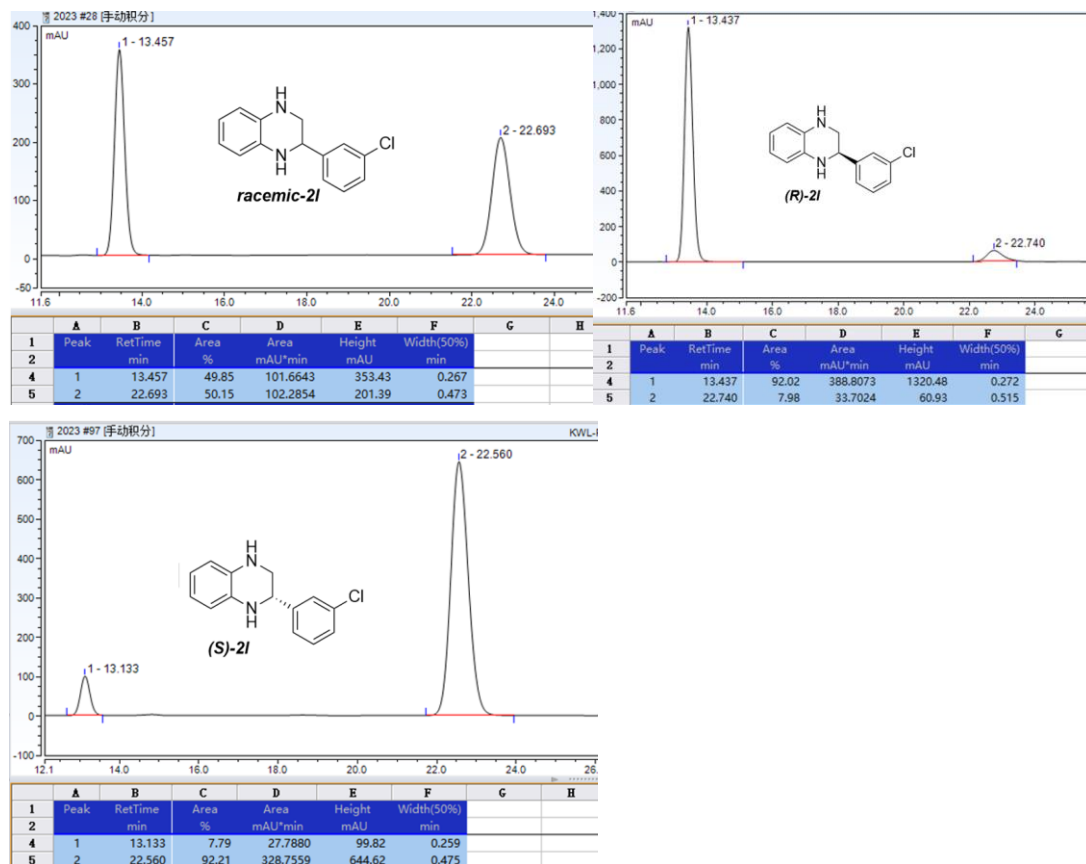 2023 #28 [手动积分]
mAU
400
300
200
100
0
-50
1 - 13.457
2 - 22.693
H
N
N
H
Cl
racemic-2l
11.6 14.0 16.0 18.0 20.0 22.0 24.0
A B C D E F G H
1 Peak RetTime Area Area Height Width(50%)
2 min % mAU*min mAU min
4 1 13.457 49.85 101.6643 353.43 0.267
5 2 22.693 50.15 102.2854 201.39 0.473
1,400
mAU
1,200
1,000
800
600
400
200
0
-200
1 - 13.437
2 - 22.740
H
N
N
H
Cl
(R)-2l
11.6 14.0 16.0 18.0 20.0 22.0 24.0
A B C D E F G
1 Peak RetTime Area Area Height Width(50%)
2 min % mAU*min mAU min
4 1 13.437 92.02 388.8073 1320.48 0.272
5 2 22.740 7.98 33.7024 60.93 0.515
2023 #97 [手动积分]
KWL-
700
mAU
600
500
400
300
200
100
0
-100
1 - 13.133
2 - 22.560
H
N
N
H
Cl
(S)-2l
12.1 14.0 16.0 18.0 20.0 22.0 24.0 26.
A B C D E F G H
1 Peak RetTime Area Area Height Width(50%)
2 min % mAU*min mAU min
4 1 13.133 7.79 27.7880 99.82 0.259
5 2 22.560 92.21 328.7559 644.62 0.475